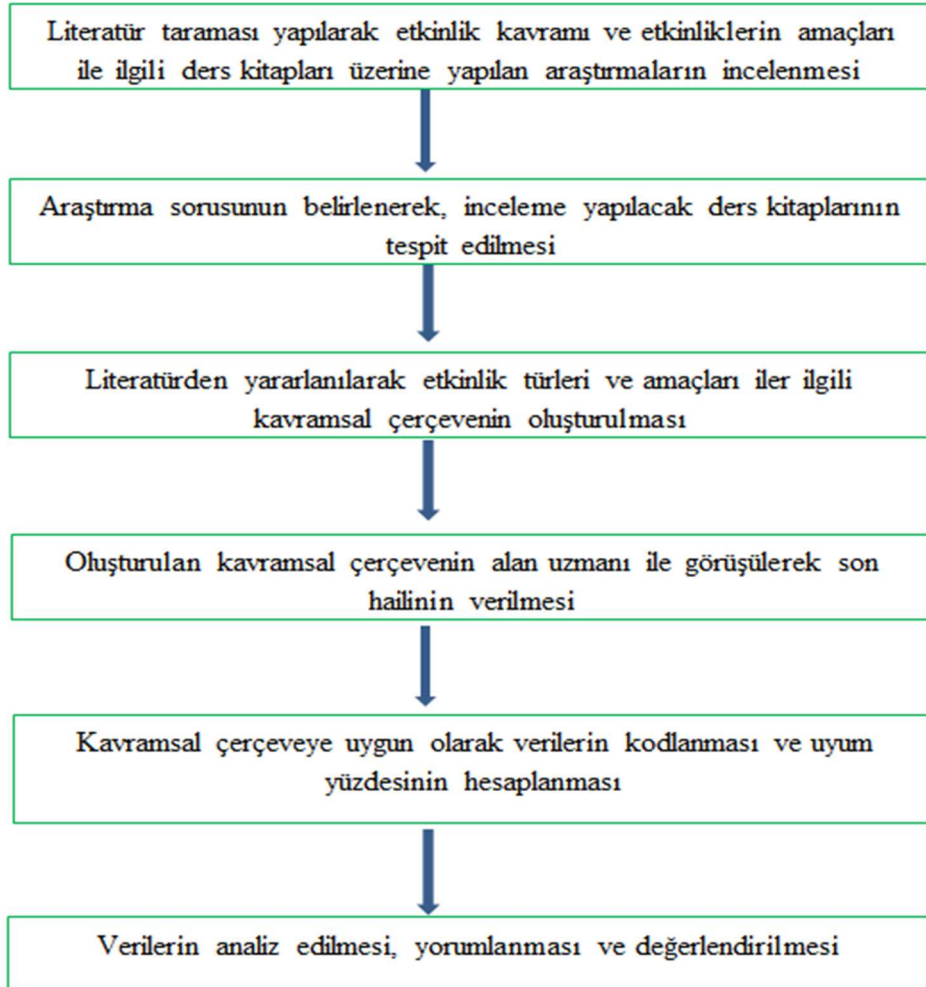 Literatür taraması yapılarak etkinlik kavramı ve etkinliklerin amaçları
ile ilgili ders kitapları üzerine yapılan araştırmaların incelenmesi
Araştırma sorusunun belirlenerek, inceleme yapılacak ders kitaplarının
tespit edilmesi
Literatürden yararlanılarak etkinlik türleri ve amaçları iler ilgili
kavramsal çerçevenin oluşturulması
Oluşturulan kavramsal çerçevenin alan uzmanı ile görüşülerek son
hailinin verilmesi
Kavramsal çerçeveye uygun olarak verilerin kodlanması ve uyum
yüzdesinin hesaplanması
Verilerin analiz edilmesi, yorumlanması ve değerlendirilmesi